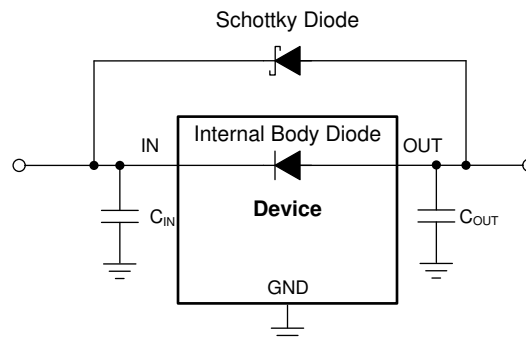 Schottky Diode
Internal Body Diode
IN
OUT
Device
C_IN
C_OUT
GND